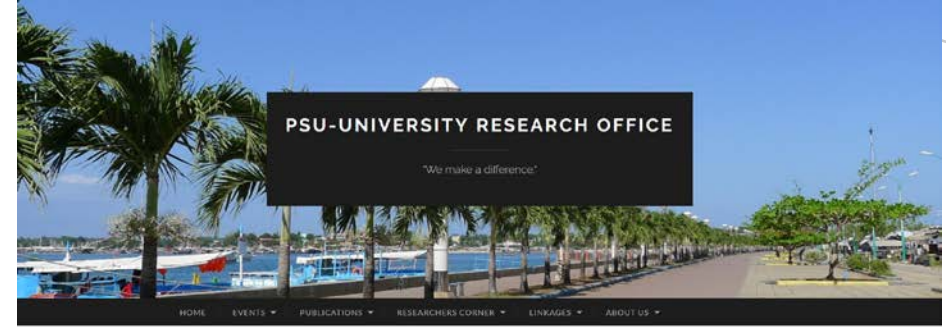 PSU-UNIVERSITY RESEARCH OFFICE
"We make a difference."
HOME EVENTS PUBLICATIONS RESEARCHERS CORNER LINKAGES ABOUT US